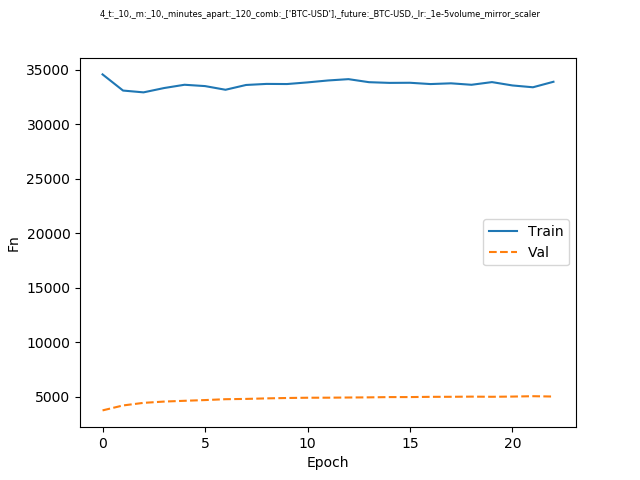 4_t:_10,_m:_10,_minutes_apart:_120_comb:_['BTC-USD'],_future:_BTC-USD,_lr:_1e-5volume_mirror_scaler
35000
30000
25000
20000
15000
10000
5000
Fn
Train
Val
0 5 10 15 20
Epoch